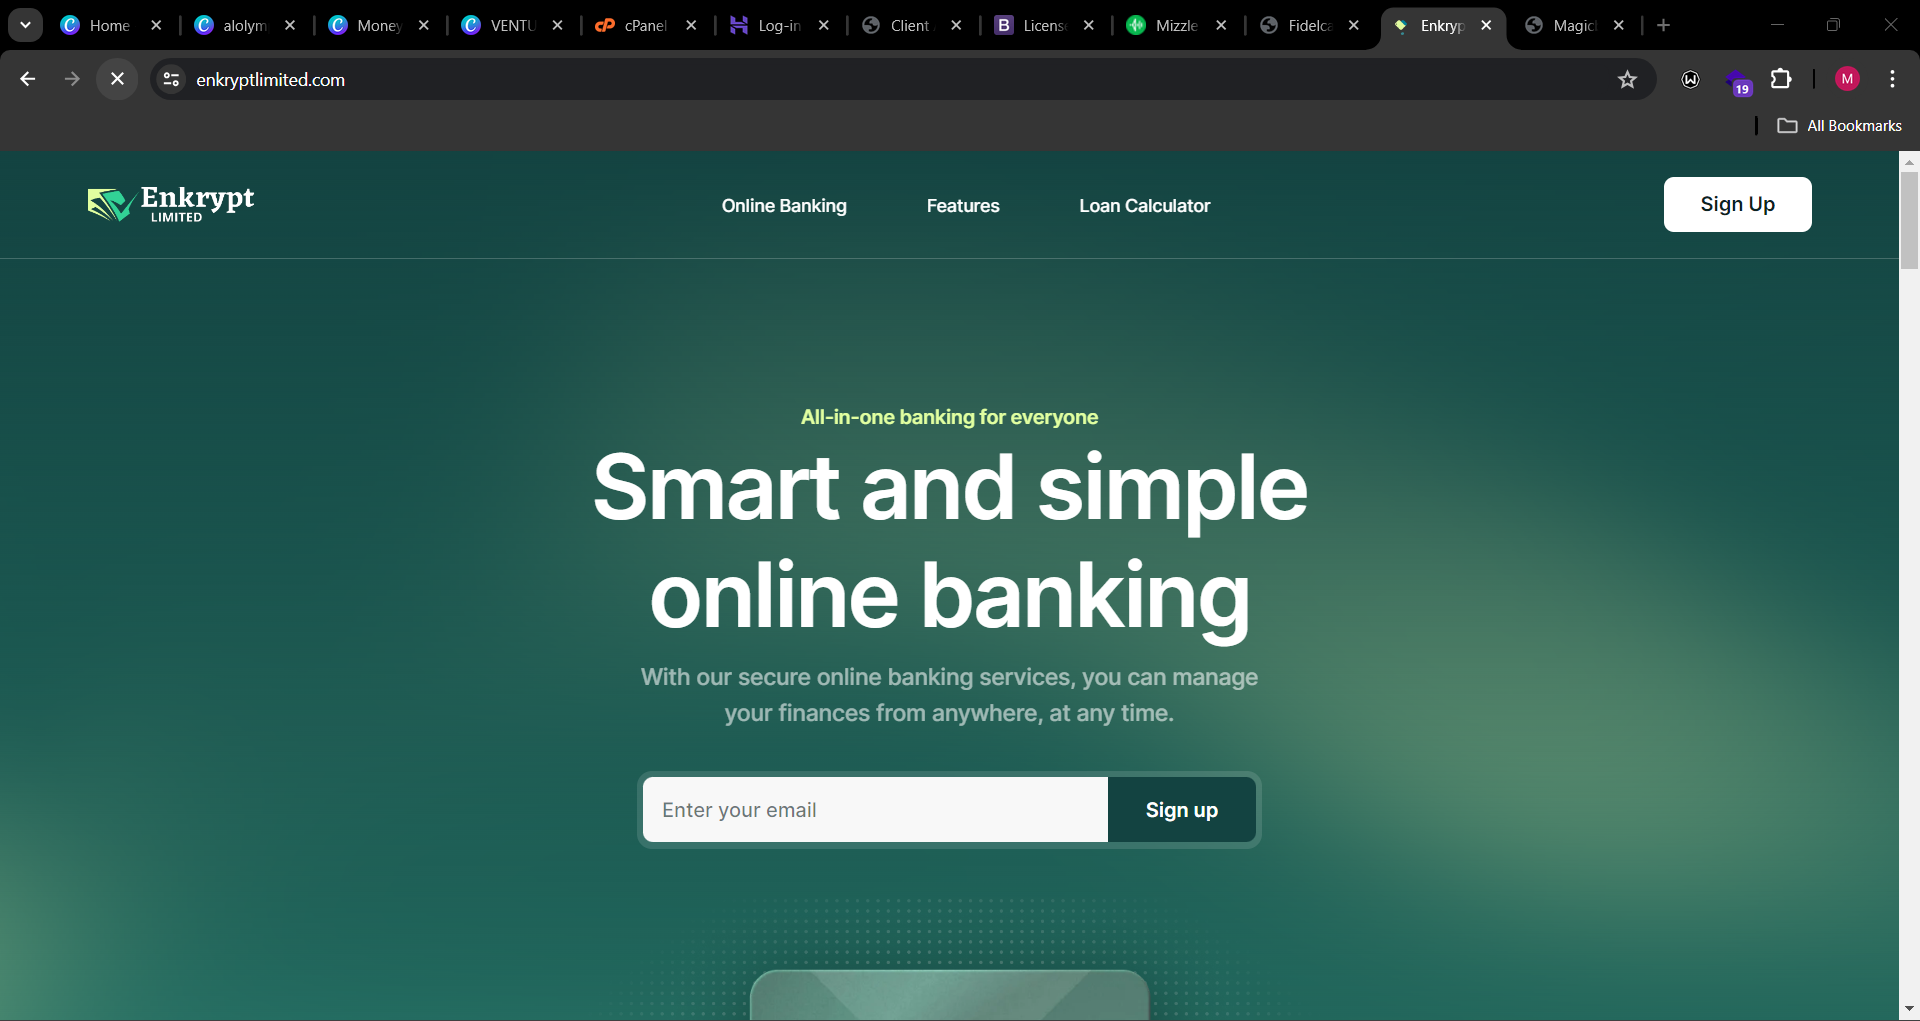 Home
alolym
Money
VENTU
cPanel
Log-in
Client
License
Mizzle
Fidelca
Enkryp
Magic
enkryptlimited.com
19
M
All Bookmarks
Enkrypt
LIMITED
Online Banking
Features
Loan Calculator
Sign Up
All-in-one banking for everyone
Smart and simple
online banking
With our secure online banking services, you can manage
your finances from anywhere, at any time.
Enter your email
Sign up